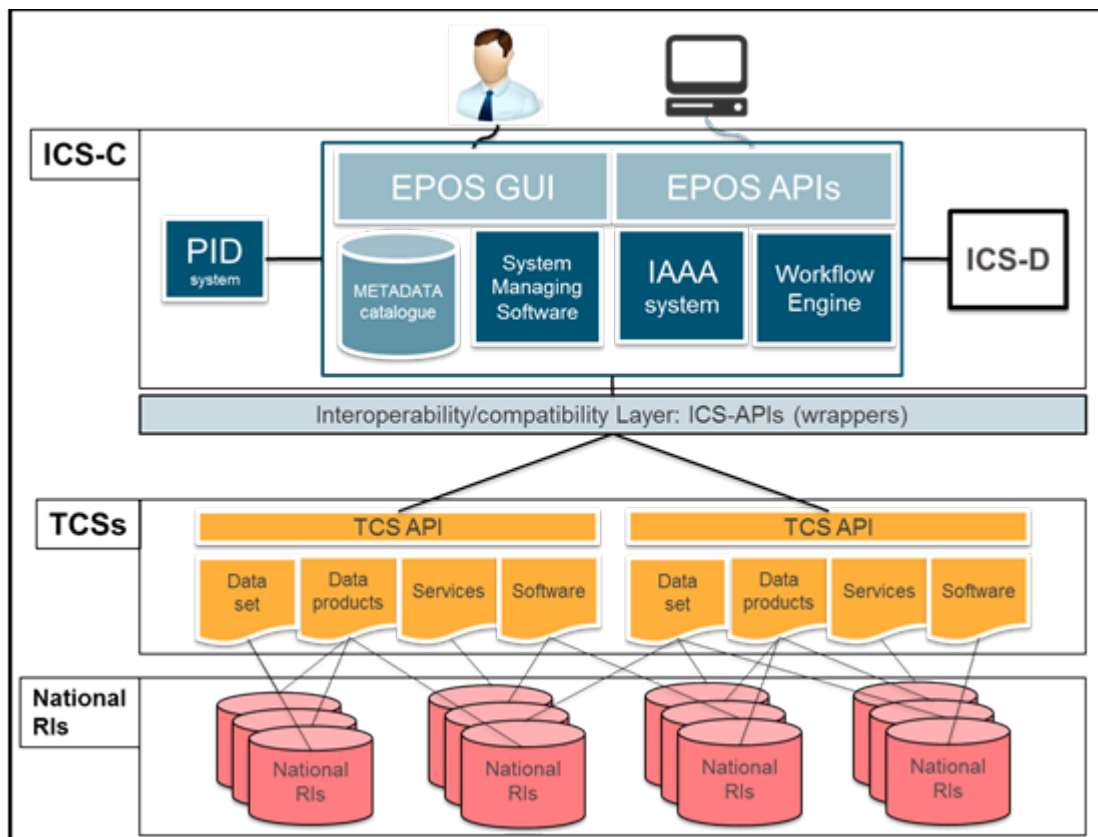 ICS-C
EPOS GUI
EPOS APIs
PID
system
METADATA
catalogue
System
Managing
Software
IAAA
system
Workflow
Engine
ICS-D
Interoperability/compatibility Layer: ICS-APIs (wrappers)
TCSs
TCS API
TCS API
Data
set
Data
products
Services
Software
Data
set
Data
products
Services
Software
National
RIs
National
RIs
National
RIs
National
RIs
National
RIs